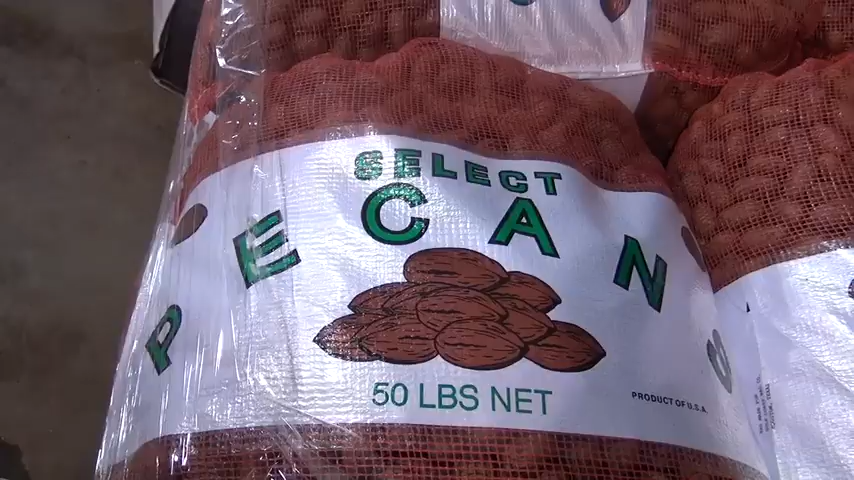 SELECT
PECANS
50 LBS NET
PRODUCT OF U.S.A.